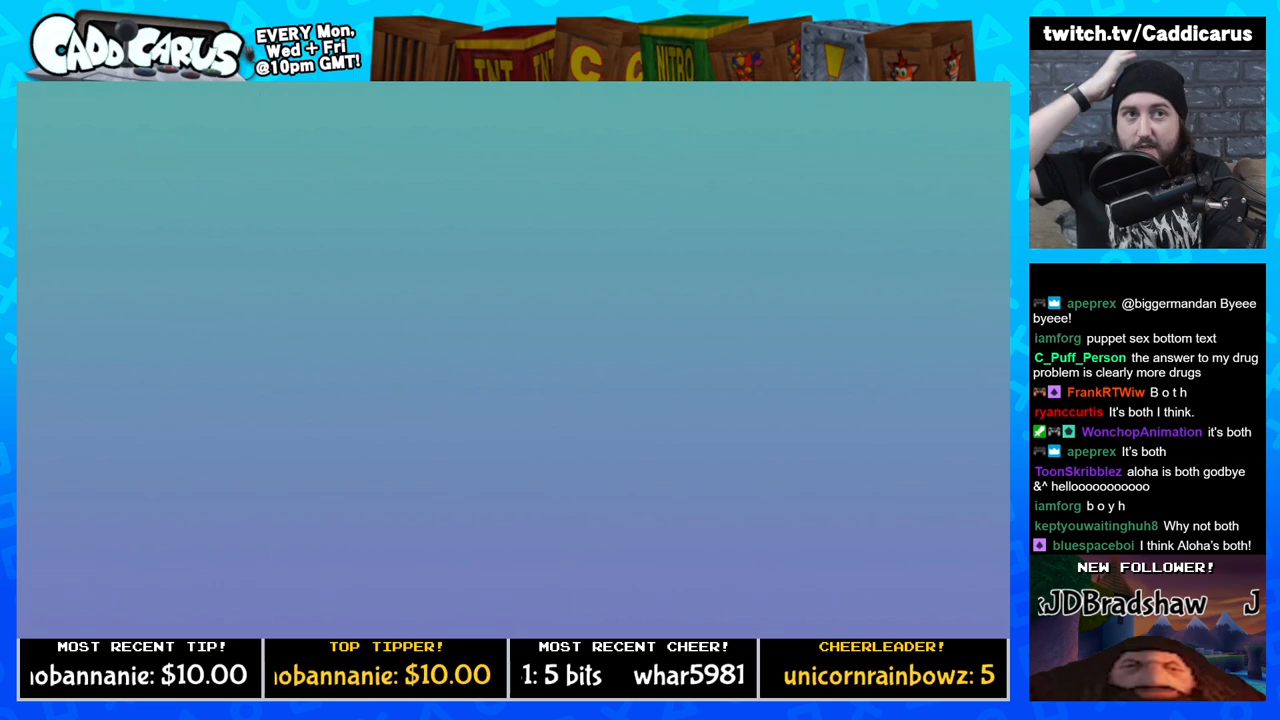 CADDICARUS
EVERY Mon,
Wed + Fri
@10pm GMT!
TNT
C
NITRO
twitch.tv/Caddicarus
apeprex @biggermandan Byeee
byeee!
iamforg puppet sex bottom text
C_Puff_Person the answer to my drug
problem is clearly more drugs
FrankRTWiw B o t h
ryanccurtis It's both I think.
WonchopAnimation it's both
apeprex It's both
ToonSkribblez aloha is both godbye
&^ hellooooooooooo
iamforg b o y h
keptyouwaitinghuh8 Why not both
bluespaceboi I think Aloha's both!
NEW FOLLOWER!
JDBradshaw J
MOST RECENT TIP!
nobannanie: $10.00
TOP TIPPER!
nobannanie: $10.00
MOST RECENT CHEER!
1: 5 bits whar5981
CHEERLEADER!
unicornrainbowz: 5